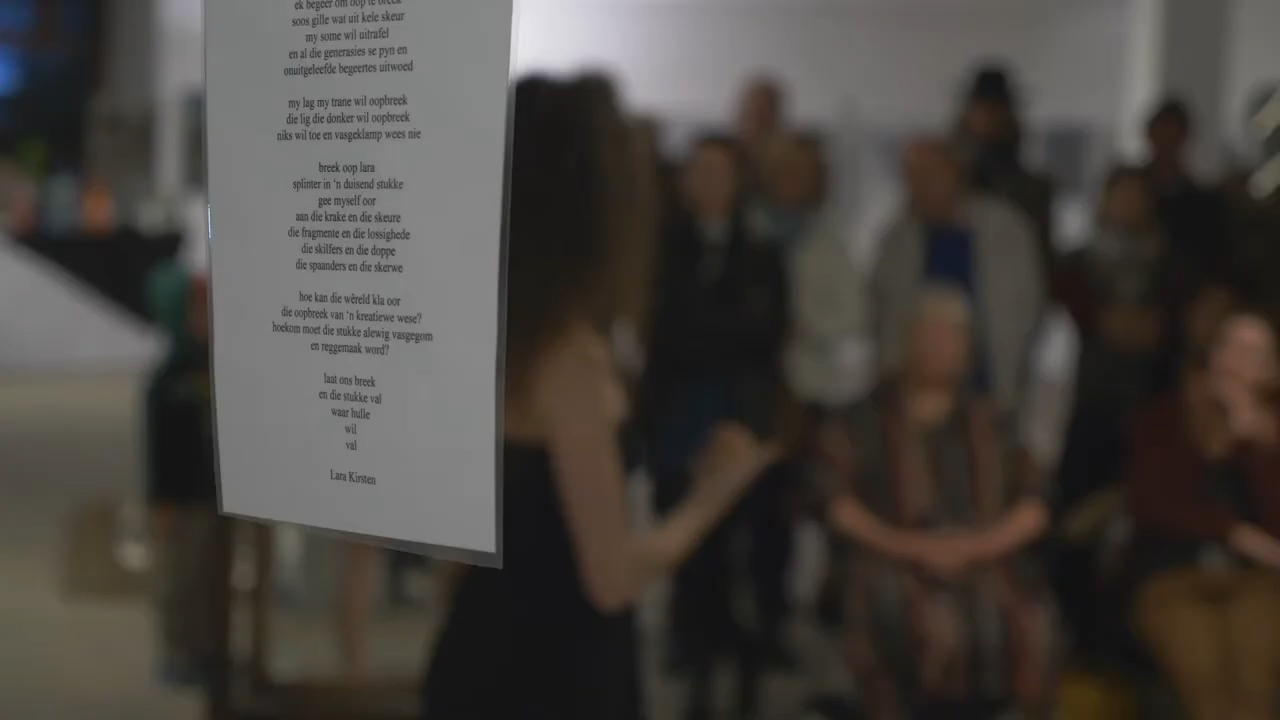 ek begeer om oop te breek
soos gille wat uit kele skeur
my some wil uitrafel
en al die generasies se pyn en
onuitgeleefde begeertes uitwoed
my lag my trane wil oopbreek
die lig die donker wil oopbreek
niks wil toe en vasgeklamp wees nie
breek oop lara
splinter in ‘n duisend stukke
gee myself oor
aan die krake en die skeure
die fragmente en die lossighede
die skilfers en die doppe
die spaanders en die skerwe
hoe kan die wêreld kla oor
die oopbreek van ‘n kreatiewe wese?
hoekom moet die stukke alewig vasgegom
en reggemaak word?
laat ons breek
en die stukke val
waar hulle
wil
val
Lara Kirsten